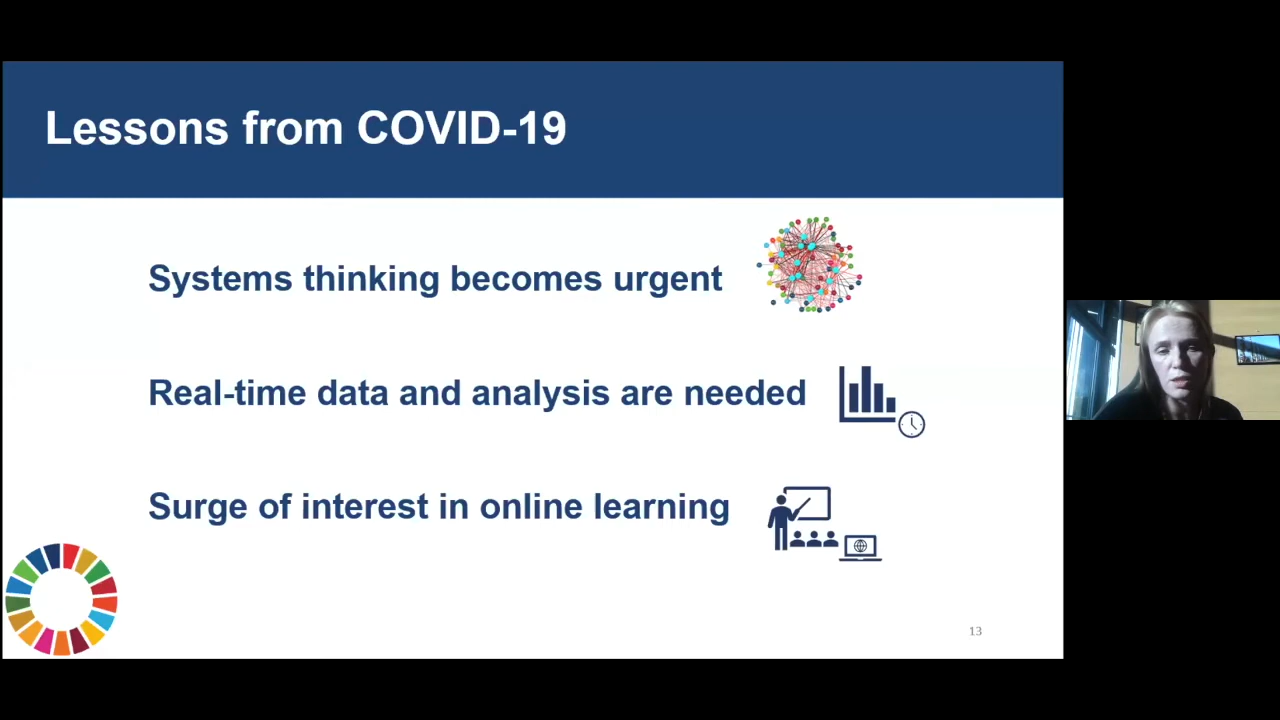 Lessons from COVID-19
Systems thinking becomes urgent
Real-time data and analysis are needed
Surge of interest in online learning
13